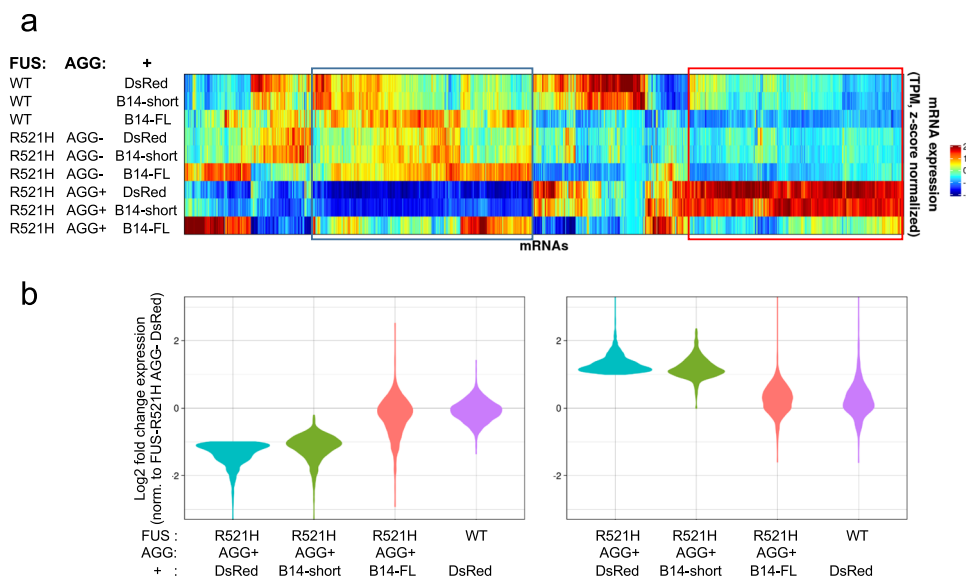 a
FUS: AGG: +
WT DsRed
WT B14-short
WT B14-FL
R521H AGG- DsRed
R521H AGG- B14-short
R521H AGG- B14-FL
R521H AGG+ DsRed
R521H AGG+ B14-short
R521H AGG+ B14-FL
mRNAs
mRNA expression
(TPM, z-score normalized)
b
Log2 fold change expression
(norm. to FUS-R521H AGG- DsRed)
2 2
0 0
-2 -2
FUS : R521H R521H R521H WT R521H R521H R521H WT
AGG: AGG+ AGG+ AGG+ AGG+ AGG+ AGG+
+ : DsRed B14-short B14-FL DsRed DsRed B14-short B14-FL DsRed